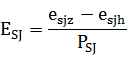 E_SJ = (e_sjz − e_sjh) / P_SJ